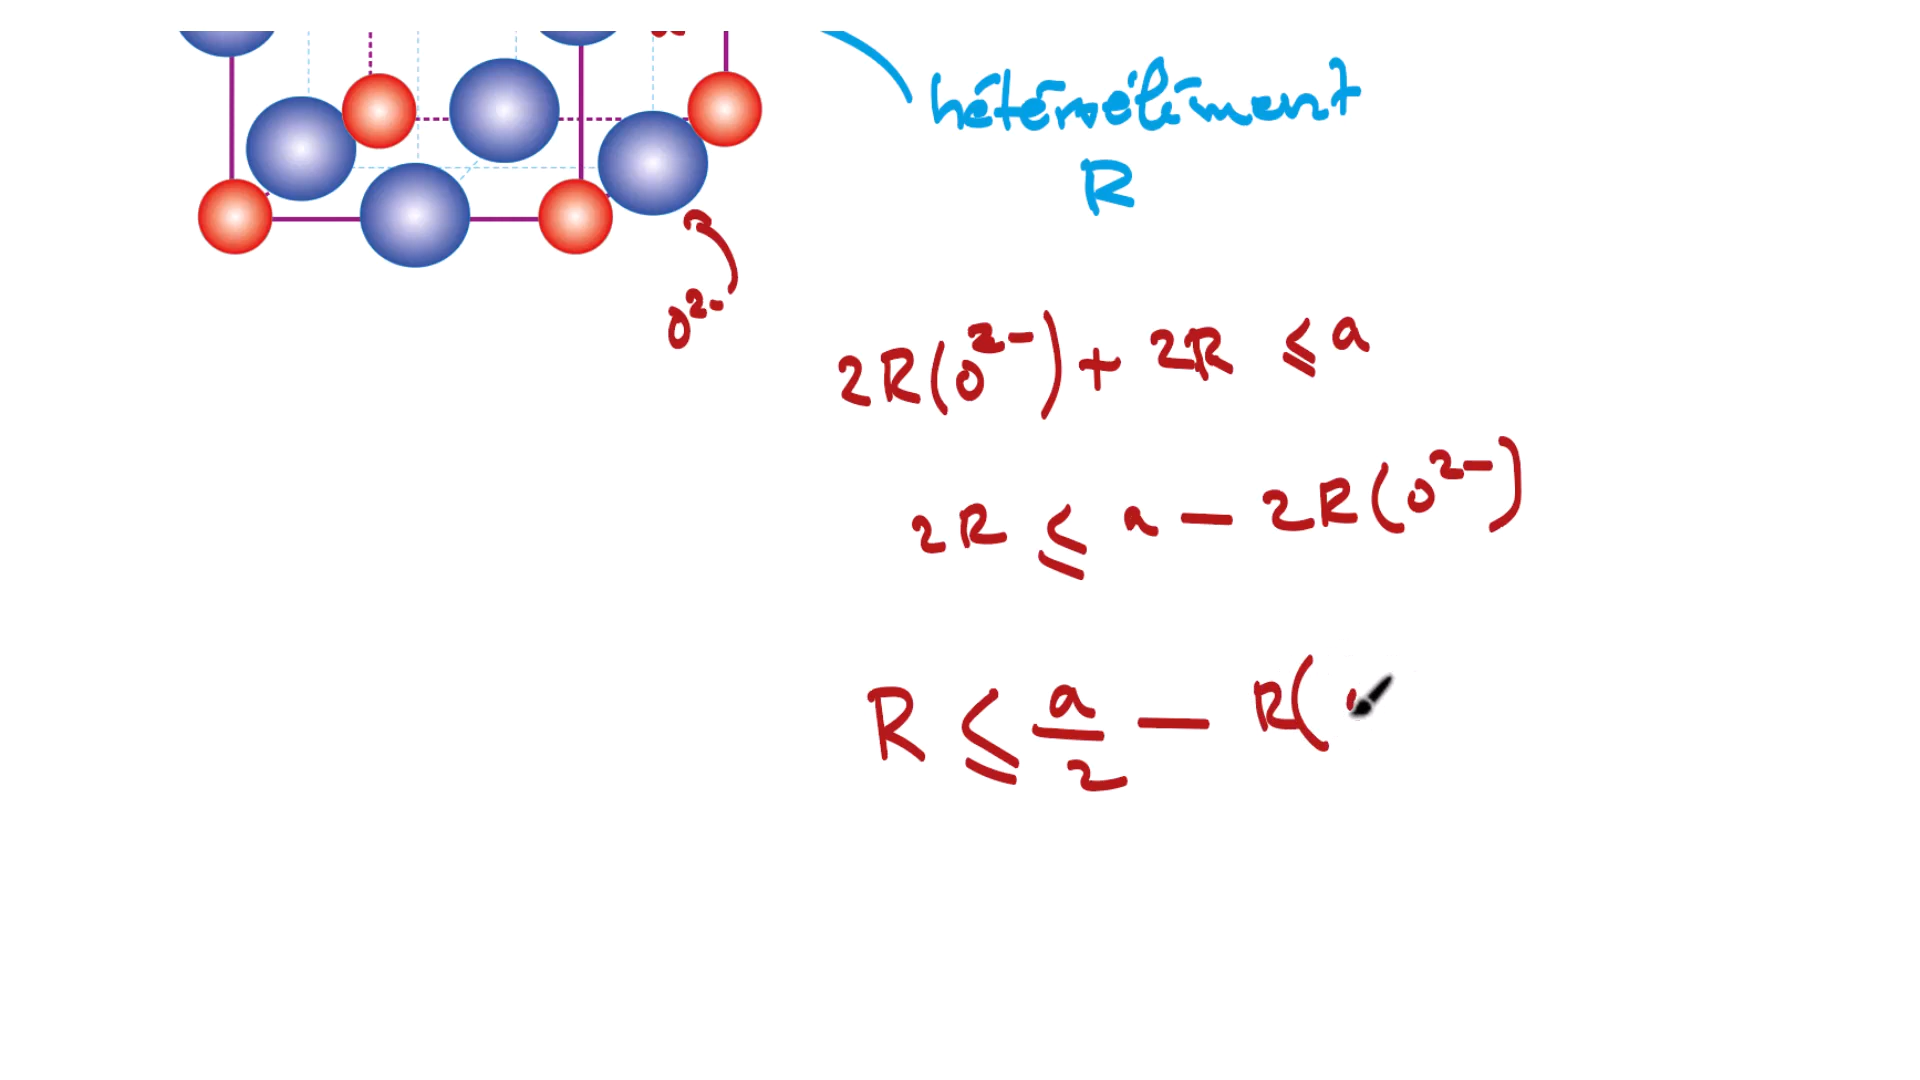 hétéroélément
R
O²⁻
2R(O²⁻) + 2R ≤ a
2R ≤ a − 2R(O²⁻)
R ≤ a/2 − R(